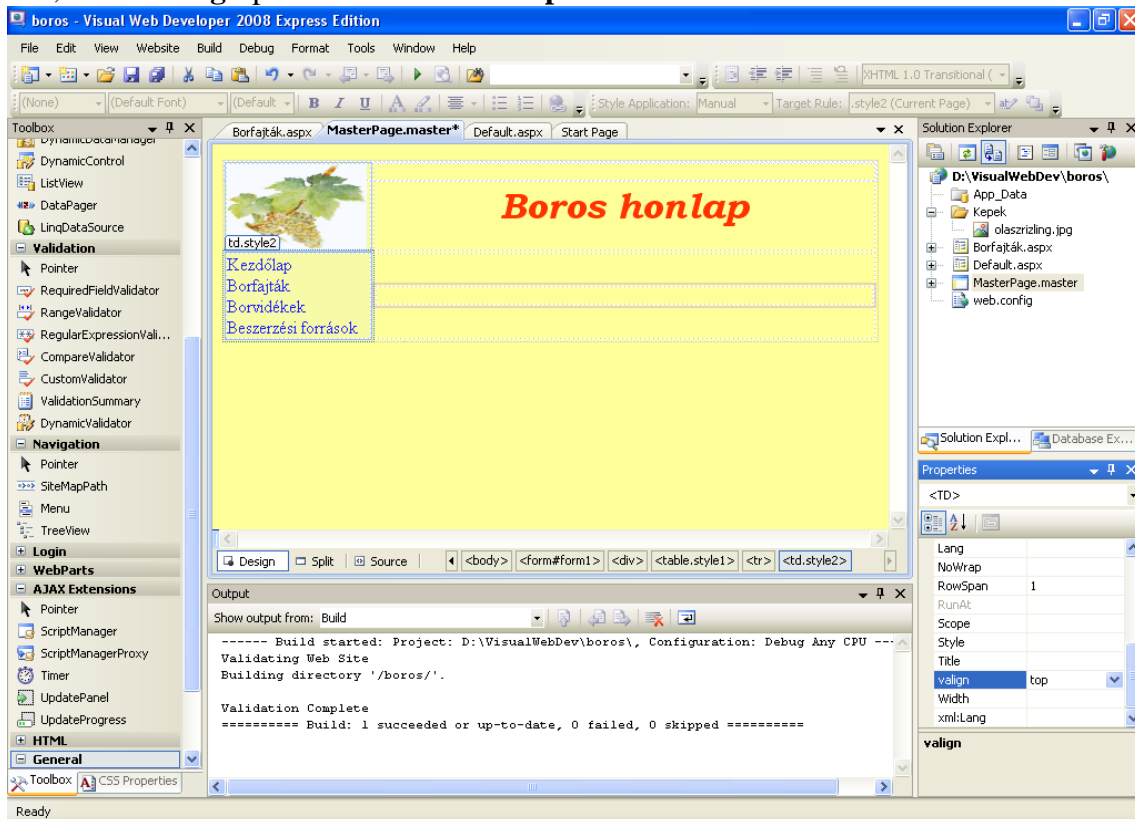 boros - Visual Web Developer 2008 Express Edition
File Edit View Website Build Debug Format Tools Window Help
XHTML 1.0 Transitional (
(None) (Default Font) (Default B I U A Style Application: Manual Target Rule: .style2 (Current Page)
Toolbox
DynamicDataManager
DynamicControl
ListView
DataPager
LinqDataSource
Validation
Pointer
RequiredFieldValidator
RangeValidator
RegularExpressionVali...
CompareValidator
CustomValidator
ValidationSummary
DynamicValidator
Navigation
Pointer
SiteMapPath
Menu
TreeView
Login
WebParts
AJAX Extensions
Pointer
ScriptManager
ScriptManagerProxy
Timer
UpdatePanel
UpdateProgress
HTML
General
Toolbox CSS Properties
Borfajták.aspx MasterPage.master* Default.aspx Start Page
Boros honlap
td.style2
Kezdőlap
Borfajták
Borvidékek
Beszerzési források
Design Split Source <body> <form#form1> <div> <table.style1> <tr> <td.style2>
Output
Show output from: Build
------ Build started: Project: D:\VisualWebDev\boros\, Configuration: Debug Any CPU ---
Validating Web Site
Building directory '/boros/'.
Validation Complete
========== Build: 1 succeeded or up-to-date, 0 failed, 0 skipped ==========
Solution Explorer
D:\VisualWebDev\boros\
App_Data
Kepek
olaszrizling.jpg
Borfajták.aspx
Default.aspx
MasterPage.master
web.config
Solution Expl... Database Ex...
Properties
<TD>
Lang
NoWrap
RowSpan 1
RunAt
Scope
Style
Title
valign top
Width
xml:Lang
valign
Ready